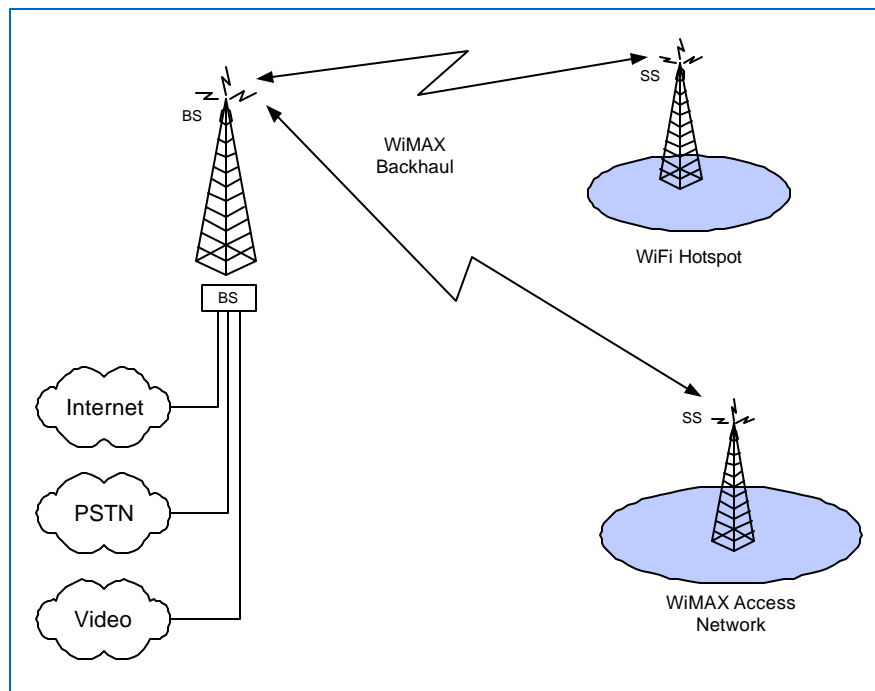 SS
BS
WiMAX
Backhaul
WiFi Hotspot
BS
Internet
SS
PSTN
WiMAX Access
Network
Video